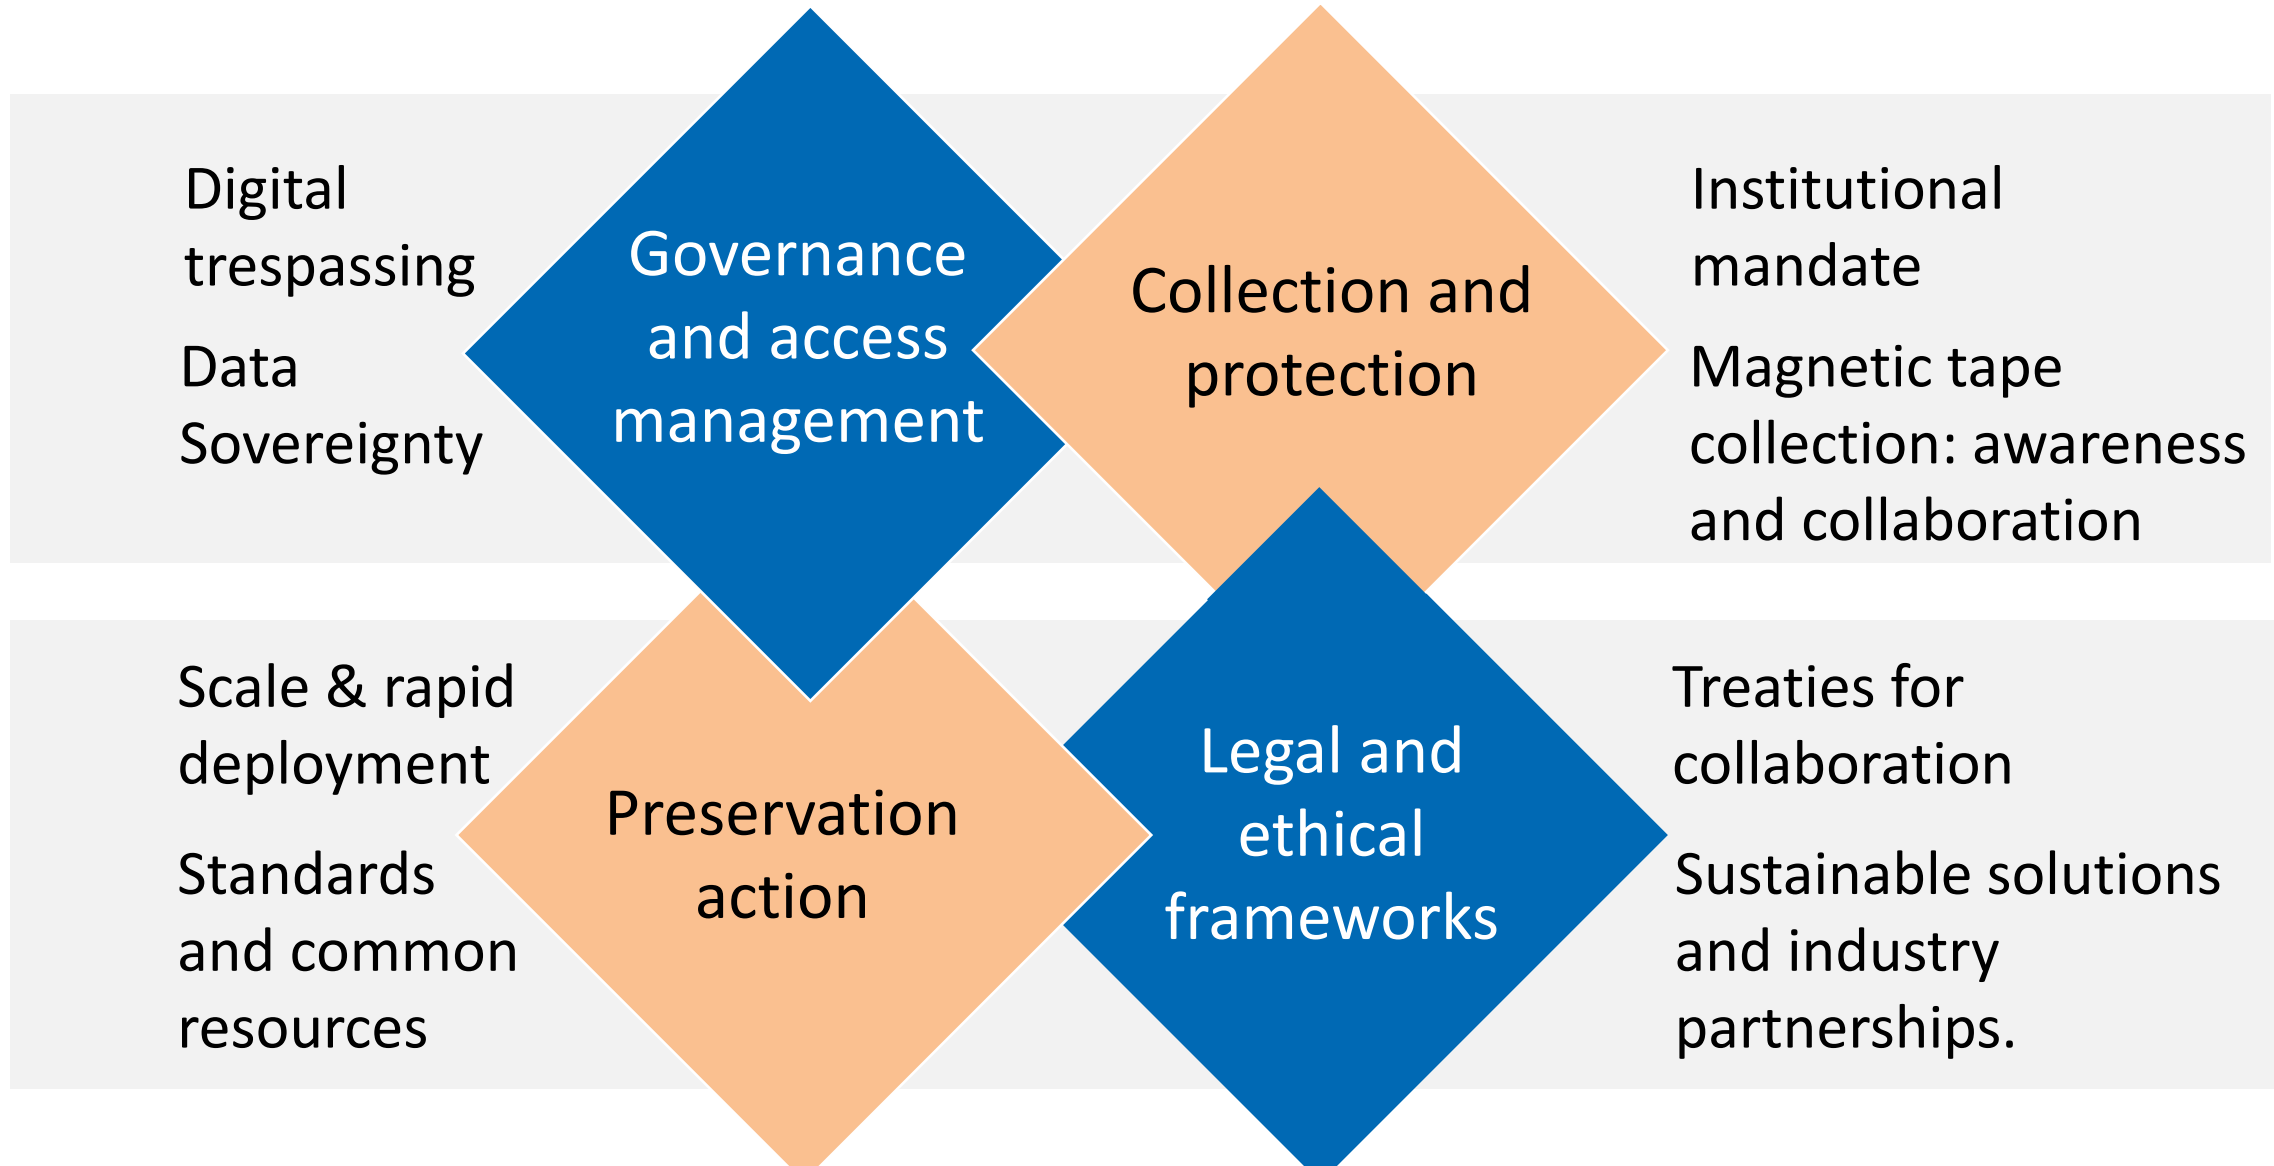 Digital
trespassing
Data
Sovereignty
Governance
and access
management
Collection and
protection
Institutional
mandate
Magnetic tape
collection: awareness
and collaboration
Scale & rapid
deployment
Standards
and common
resources
Preservation
action
Legal and
ethical
frameworks
Treaties for
collaboration
Sustainable solutions
and industry
partnerships.